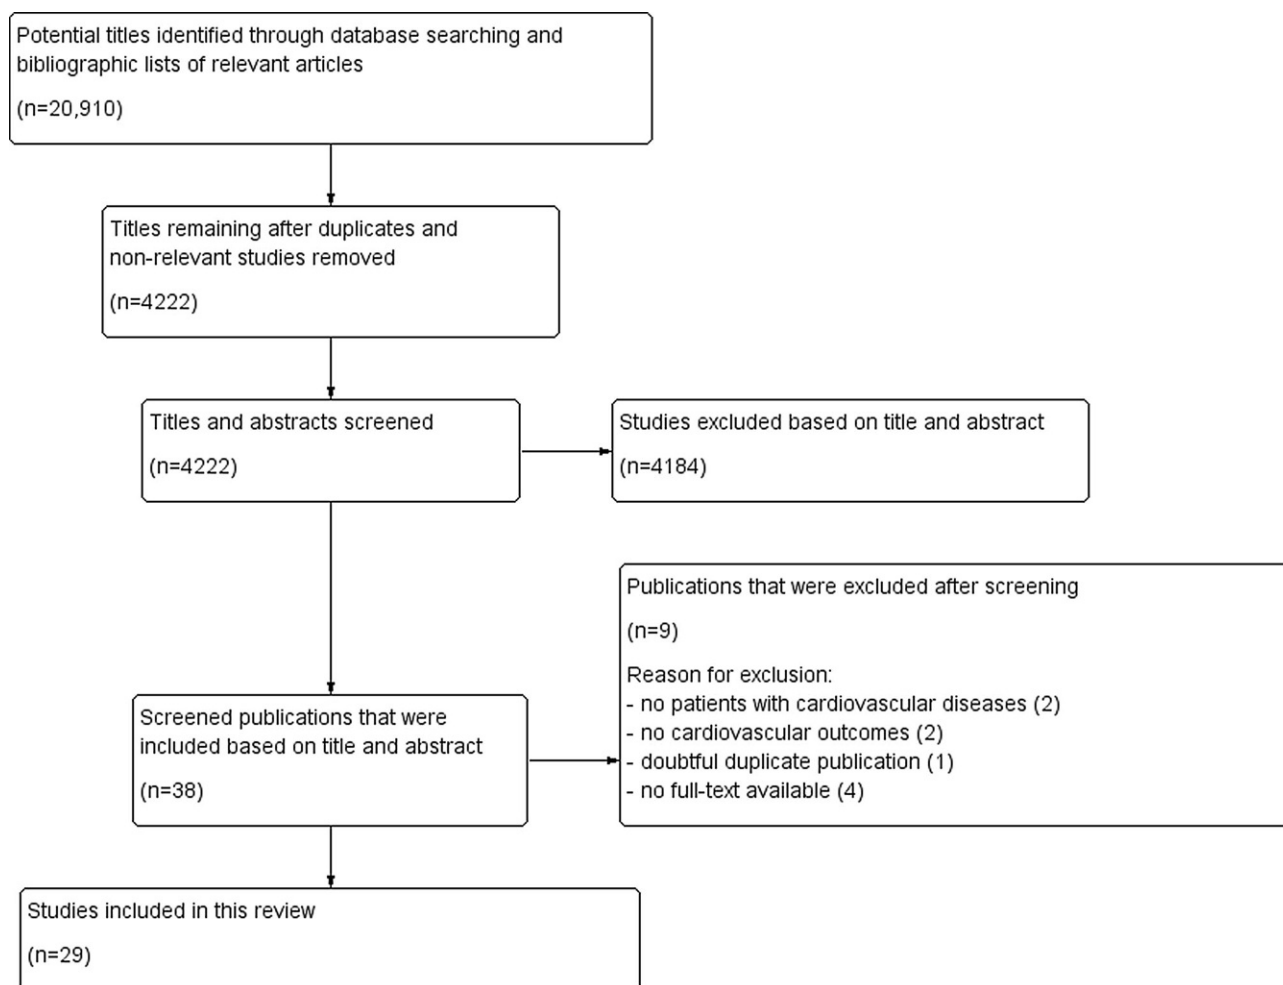 Potential titles identified through database searching and
bibliographic lists of relevant articles
(n=20,910)
Titles remaining after duplicates and
non-relevant studies removed
(n=4222)
Titles and abstracts screened
(n=4222)
Studies excluded based on title and abstract
(n=4184)
Publications that were excluded after screening
(n=9)
Reason for exclusion:
- no patients with cardiovascular diseases (2)
- no cardiovascular outcomes (2)
- doubtful duplicate publication (1)
- no full-text available (4)
Screened publications that were
included based on title and abstract
(n=38)
Studies included in this review
(n=29)